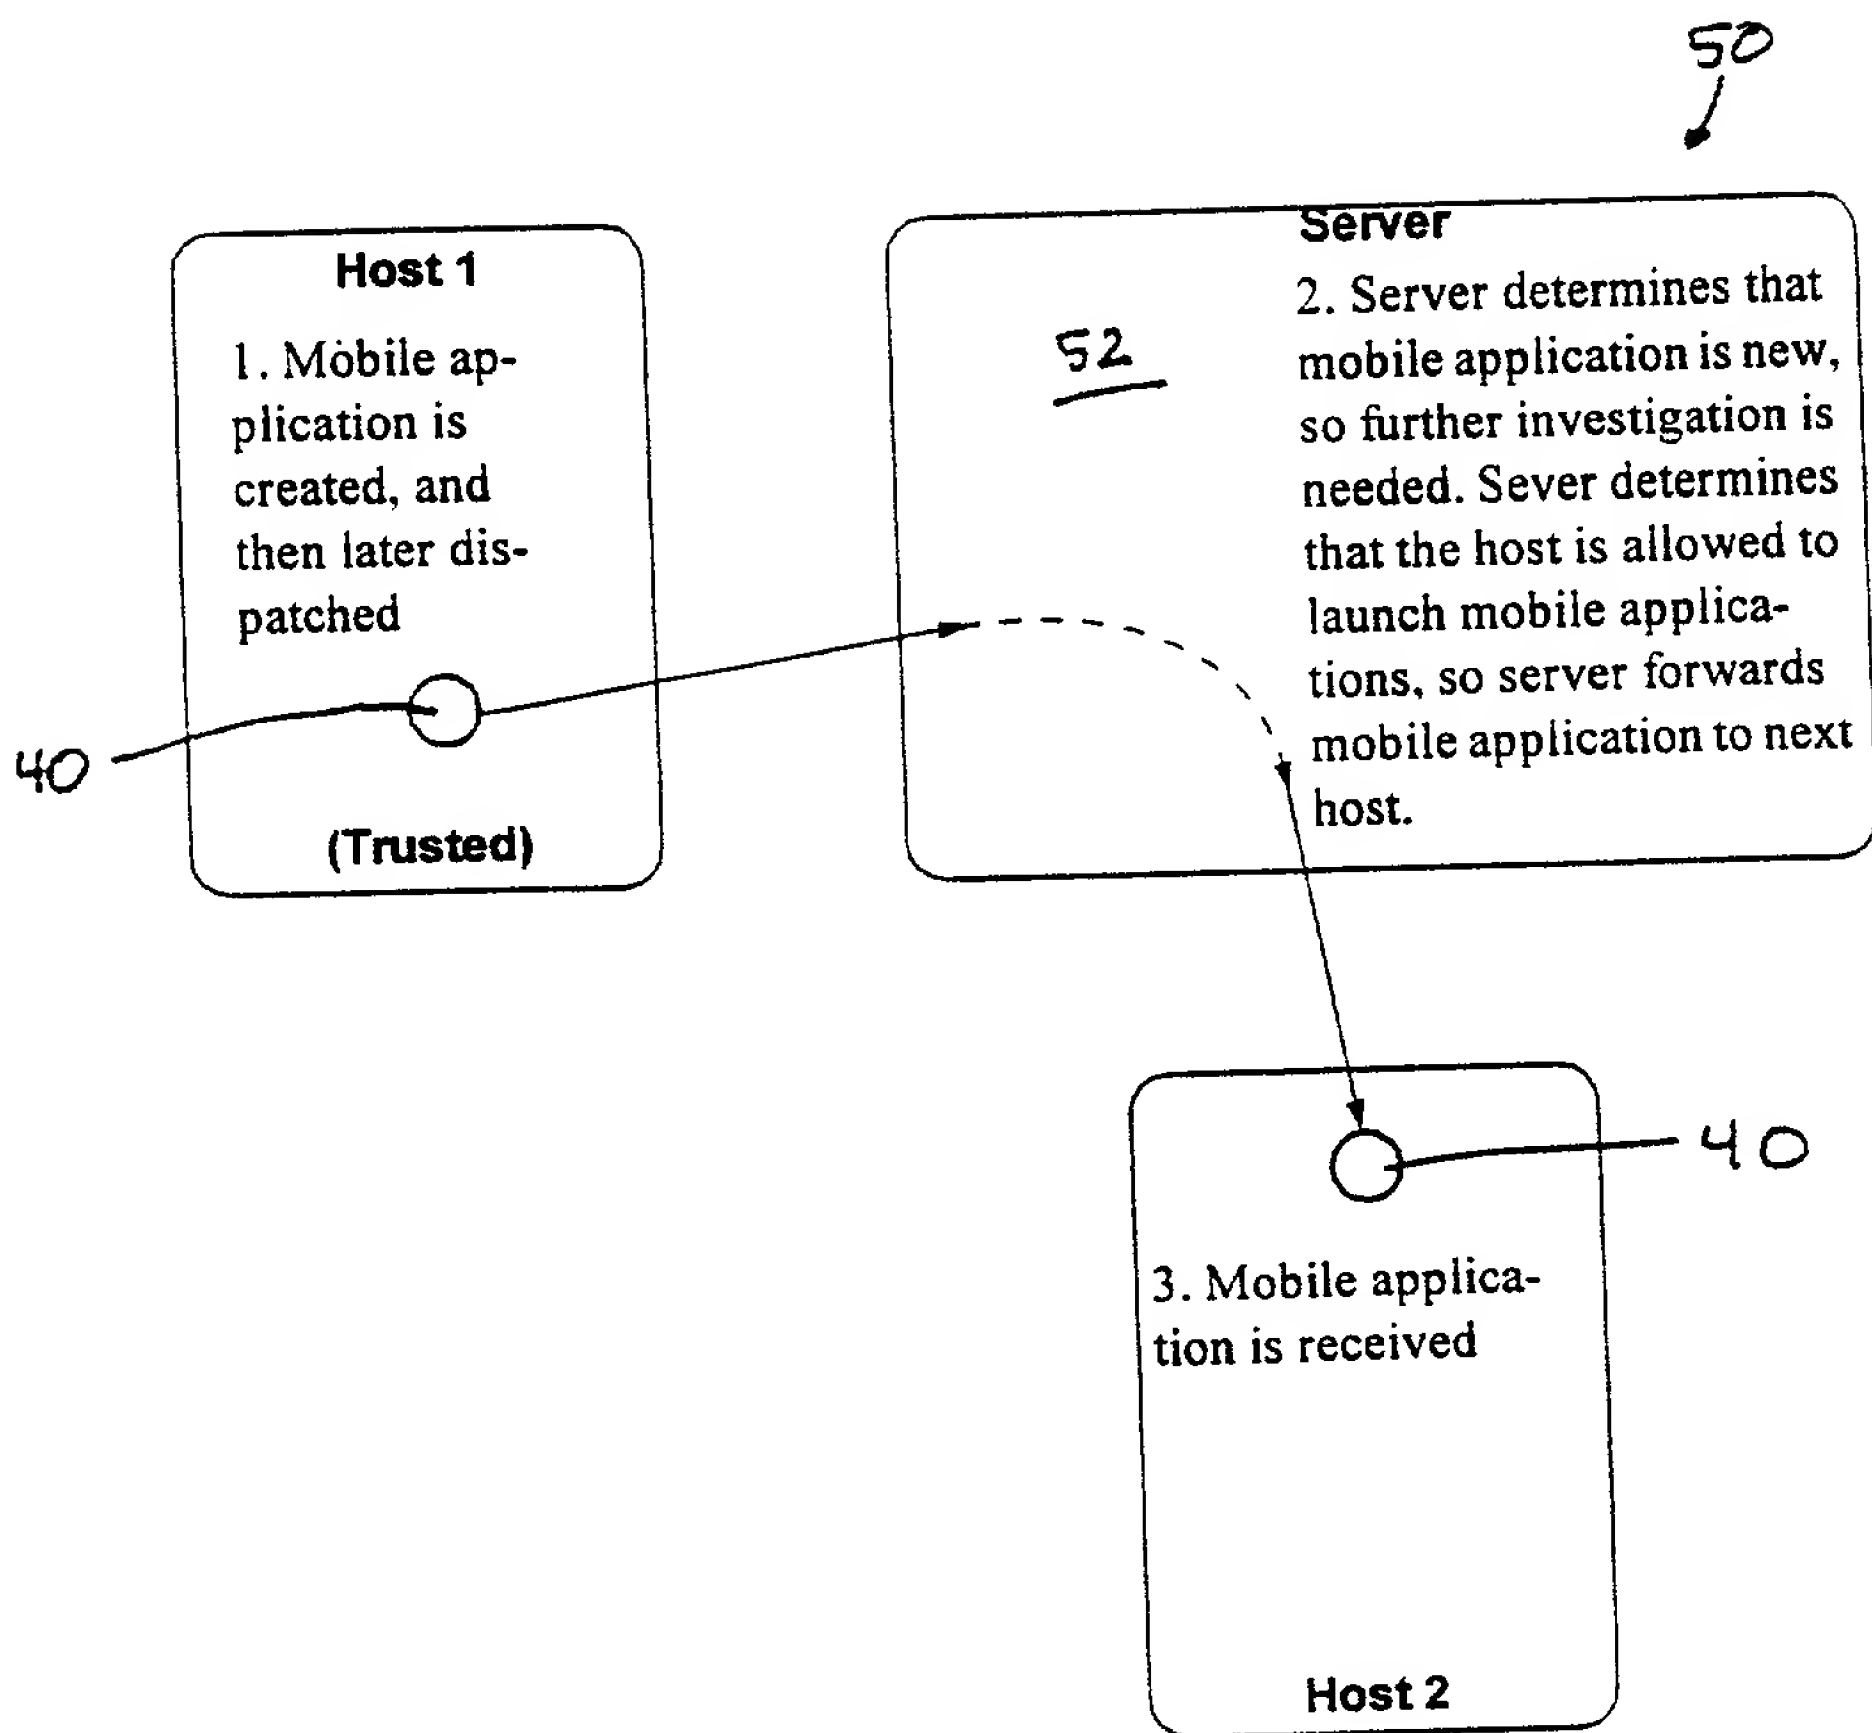 50
Host 1
1. Mobile ap-
plication is
created, and
then later dis-
patched
40
(Trusted)
Server
52
2. Server determines that
mobile application is new,
so further investigation is
needed. Sever determines
that the host is allowed to
launch mobile applica-
tions, so server forwards
mobile application to next
host.
40
3. Mobile applica-
tion is received
Host 2